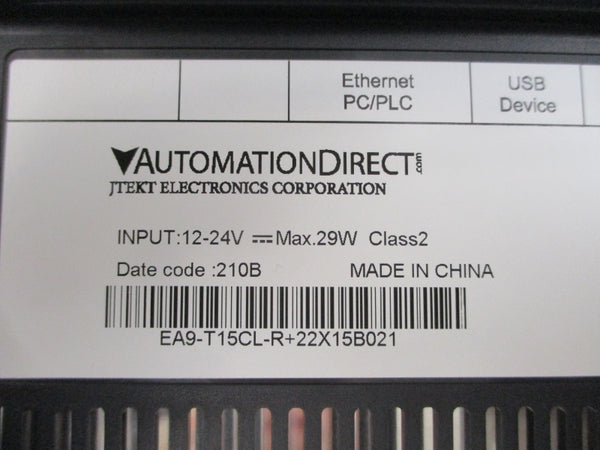 Ethernet
PC/PLC
USB
Device
AUTOMATIONDIRECT.com
JTEKT ELECTRONICS CORPORATION
INPUT:12-24V ⎓ Max.29W Class2
Date code :210B MADE IN CHINA
EA9-T15CL-R+22X15B021